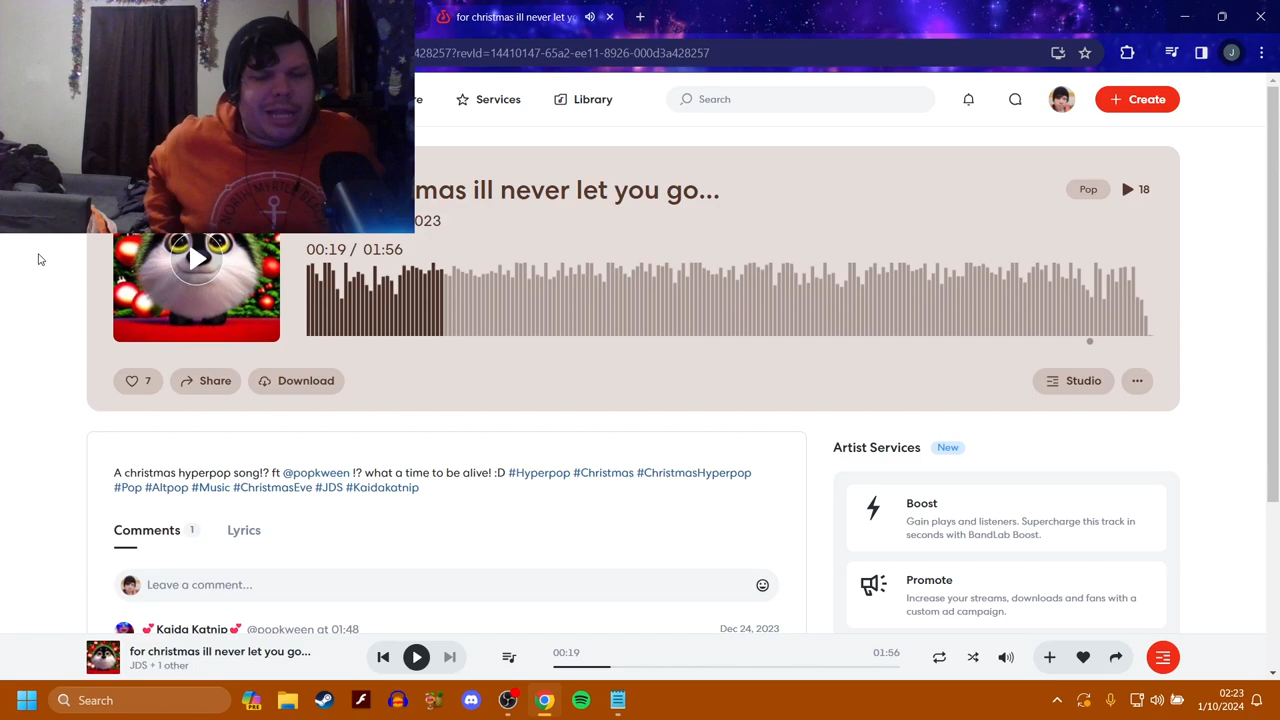 for christmas ill never let yo
428257?revId=14410147-65a2-ee11-8926-000d3a428257
J
re
Services
Library
Search
Create
mas ill never let you go...
Pop
18
023
00:19 / 01:56
7
Share
Download
Studio
A christmas hyperpop song!? ft @popkween !? what a time to be alive! :D #Hyperpop #Christmas #ChristmasHyperpop
#Pop #Altpop #Music #ChristmasEve #JDS #Kaidakatnip
Comments 1
Lyrics
Leave a comment...
💕 Kaida Katnip💕 @popkween at 01:48
Dec 24, 2023
Artist Services
New
Boost
Gain plays and listeners. Supercharge this track in
seconds with BandLab Boost.
Promote
Increase your streams, downloads and fans with a
custom ad campaign.
for christmas ill never let you go...
JDS + 1 other
00:19
01:56
Search
02:23
1/10/2024